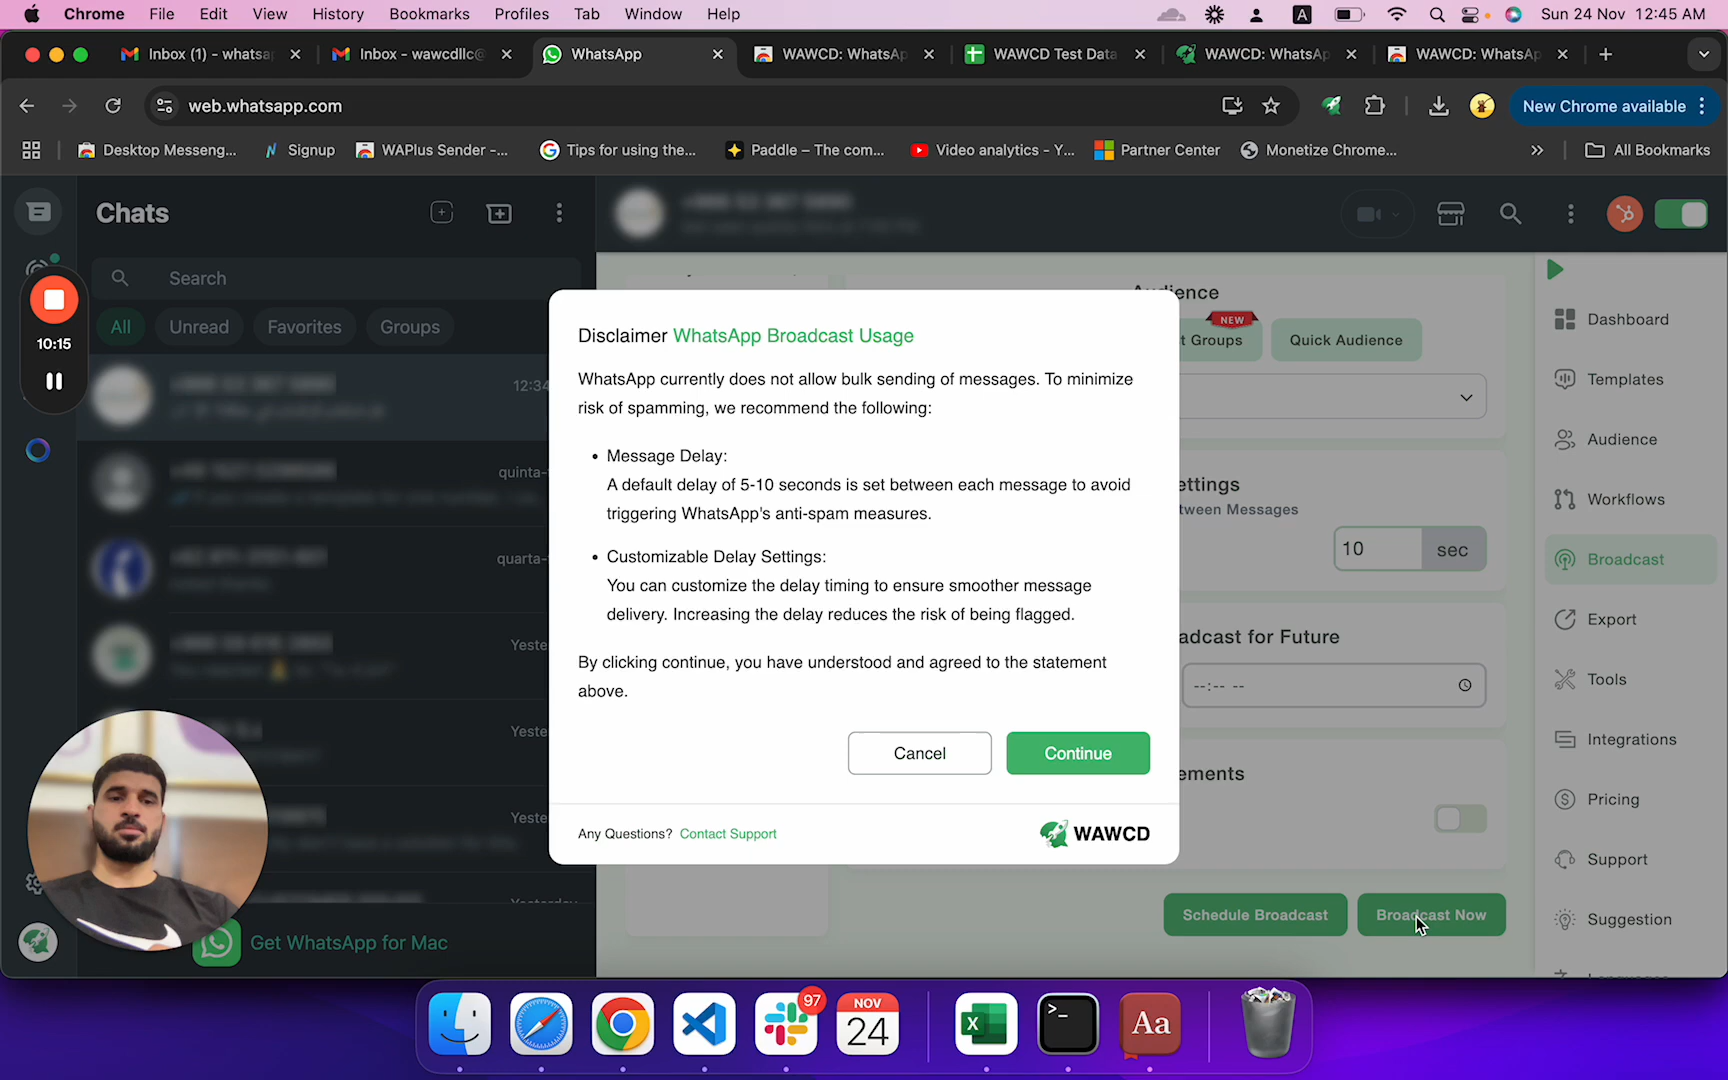 Chrome File Edit View History Bookmarks Profiles Tab Window Help
A
Sun 24 Nov 12:45 AM
Inbox (1) - whatsa
Inbox - wawcdllc@
WhatsApp
WAWCD: WhatsAp
WAWCD Test Data
WAWCD: WhatsAp
WAWCD: WhatsAp
web.whatsapp.com
New Chrome available
Desktop Messeng...
Signup
WAPlus Sender -...
Tips for using the...
Paddle – The com...
Video analytics - Y...
Partner Center
Monetize Chrome...
All Bookmarks
Chats
Search
All
Unread
Favorites
Groups
10:15
12:34
quinta-
quarta-
Yeste
Yeste
Yeste
Yeste
Yesterday
Get WhatsApp for Mac
Audience
NEW
t Groups
Quick Audience
ettings
tween Messages
10
sec
adcast for Future
--:-- --
ements
Schedule Broadcast
Broadcast Now
Dashboard
Templates
Audience
Workflows
Broadcast
Export
Tools
Integrations
Pricing
Support
Suggestion
Disclaimer WhatsApp Broadcast Usage
WhatsApp currently does not allow bulk sending of messages. To minimize
risk of spamming, we recommend the following:
• Message Delay:
A default delay of 5-10 seconds is set between each message to avoid
triggering WhatsApp's anti-spam measures.
• Customizable Delay Settings:
You can customize the delay timing to ensure smoother message
delivery. Increasing the delay reduces the risk of being flagged.
By clicking continue, you have understood and agreed to the statement
above.
Cancel
Continue
Any Questions? Contact Support
WAWCD
97
NOV
24
X
>_
Aa